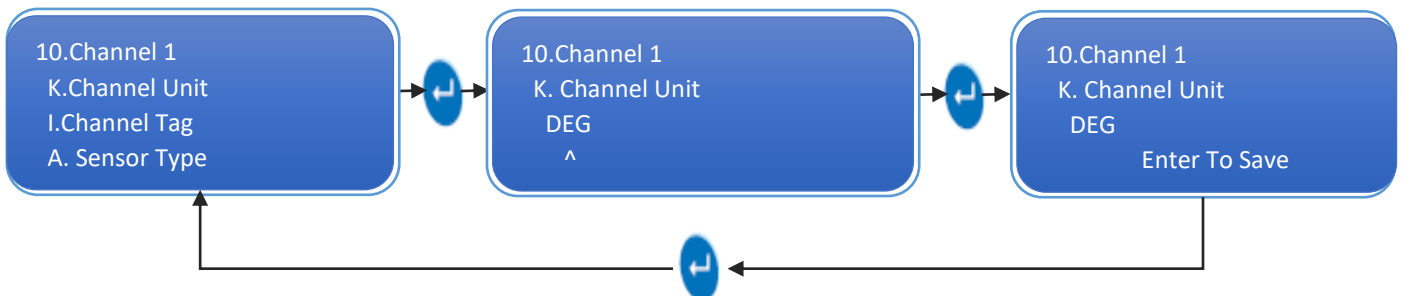 10.Channel 1
K.Channel Unit
I.Channel Tag
A. Sensor Type
10.Channel 1
K. Channel Unit
DEG
^
10.Channel 1
K. Channel Unit
DEG
Enter To Save